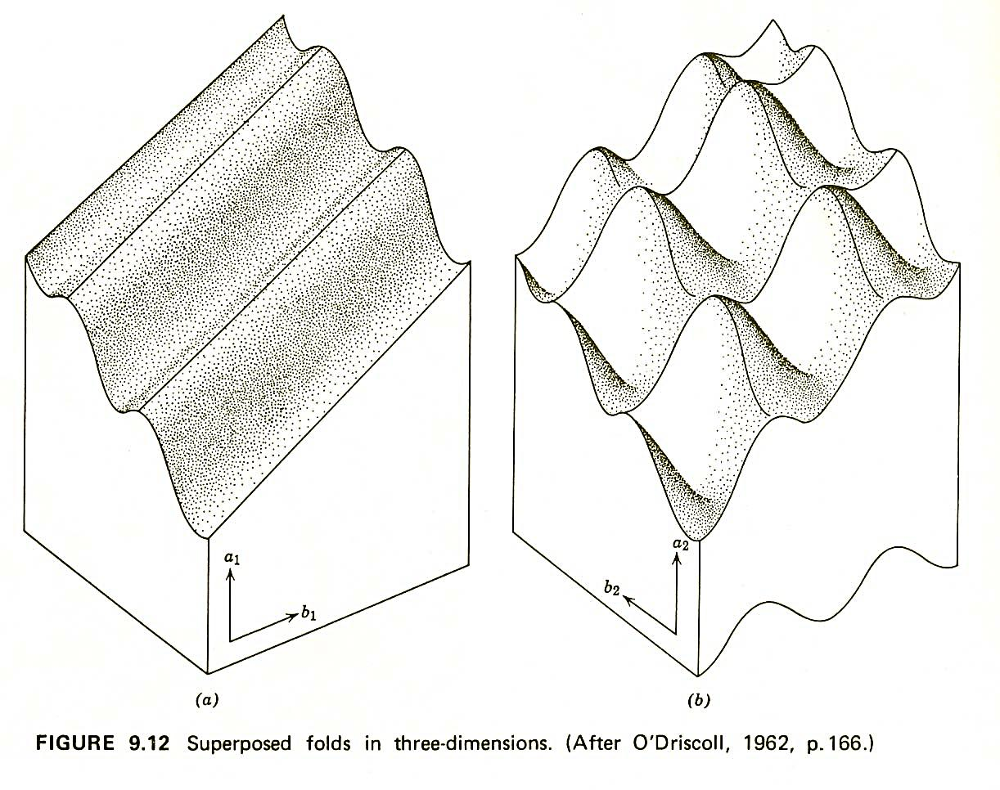 a1
b1
a2
b2
(a)
(b)
FIGURE 9.12 Superposed folds in three-dimensions. (After O'Driscoll, 1962, p. 166.)